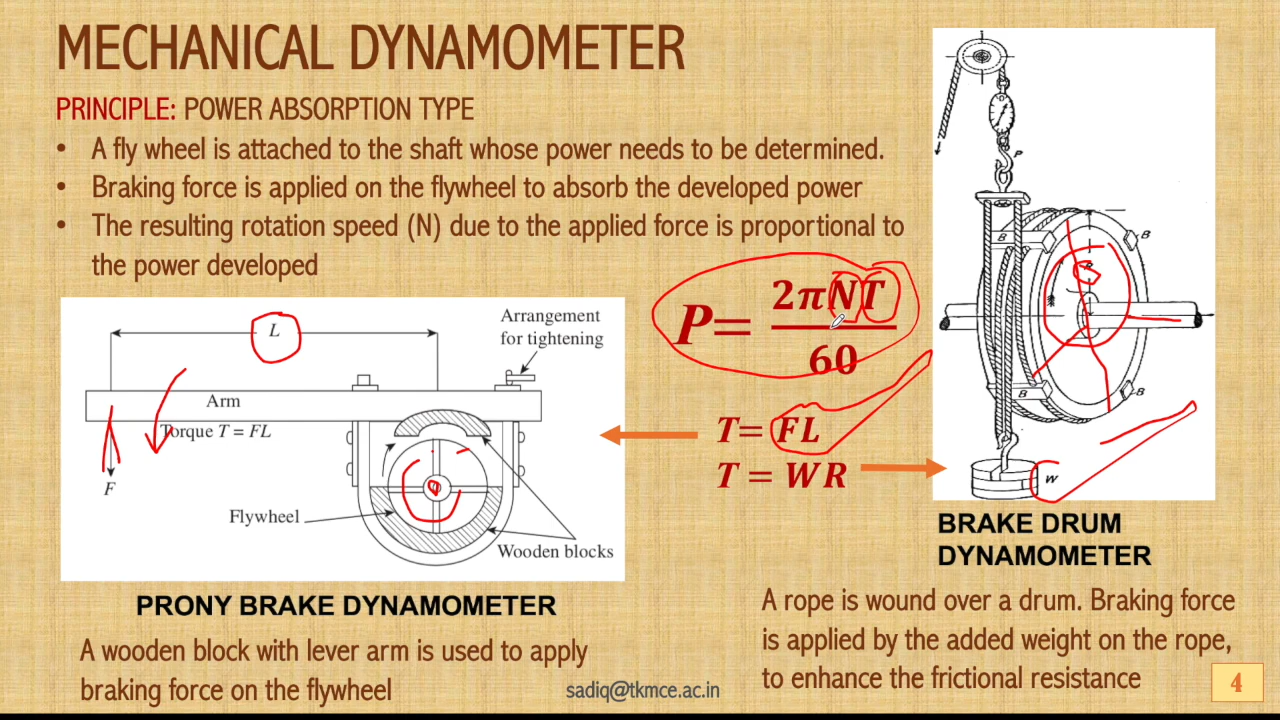 MECHANICAL DYNAMOMETER
PRINCIPLE: POWER ABSORPTION TYPE
• A fly wheel is attached to the shaft whose power needs to be determined.
• Braking force is applied on the flywheel to absorb the developed power
• The resulting rotation speed (N) due to the applied force is proportional to
the power developed
L
Arrangement
for tightening
Arm
Torque T = FL
F
Flywheel
Wooden blocks
PRONY BRAKE DYNAMOMETER
A wooden block with lever arm is used to apply
braking force on the flywheel
P= 2πNT
60
T= FL
T = WR
P
B
B
R
B
B
W
BRAKE DRUM
DYNAMOMETER
A rope is wound over a drum. Braking force
is applied by the added weight on the rope,
to enhance the frictional resistance
sadiq@tkmce.ac.in
4